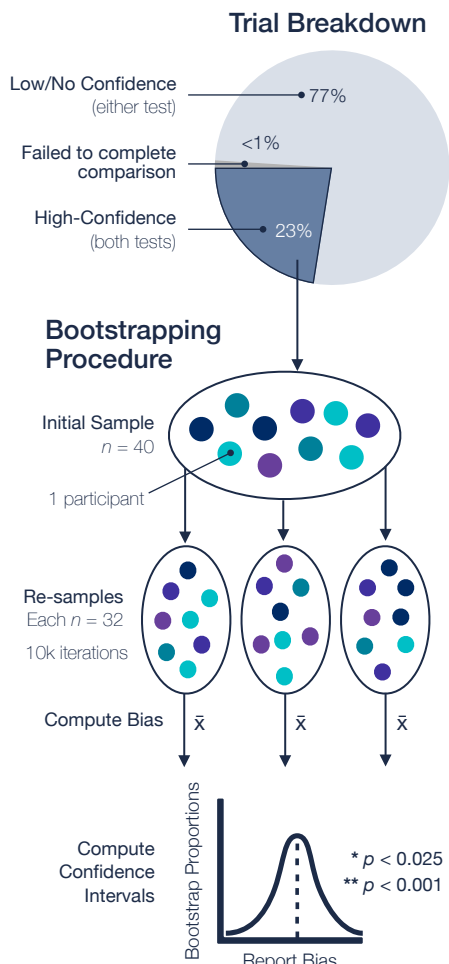 Trial Breakdown
Low/No Confidence
(either test)
77%
<1%
Failed to complete
comparison
High-Confidence
(both tests)
23%
Bootstrapping
Procedure
Initial Sample
n = 40
1 participant
Re-samples
Each n = 32
10k iterations
Compute Bias
x̄
x̄
x̄
Compute
Confidence
Intervals
Bootstrap Proportions
* p < 0.025
** p < 0.001
Report Bias